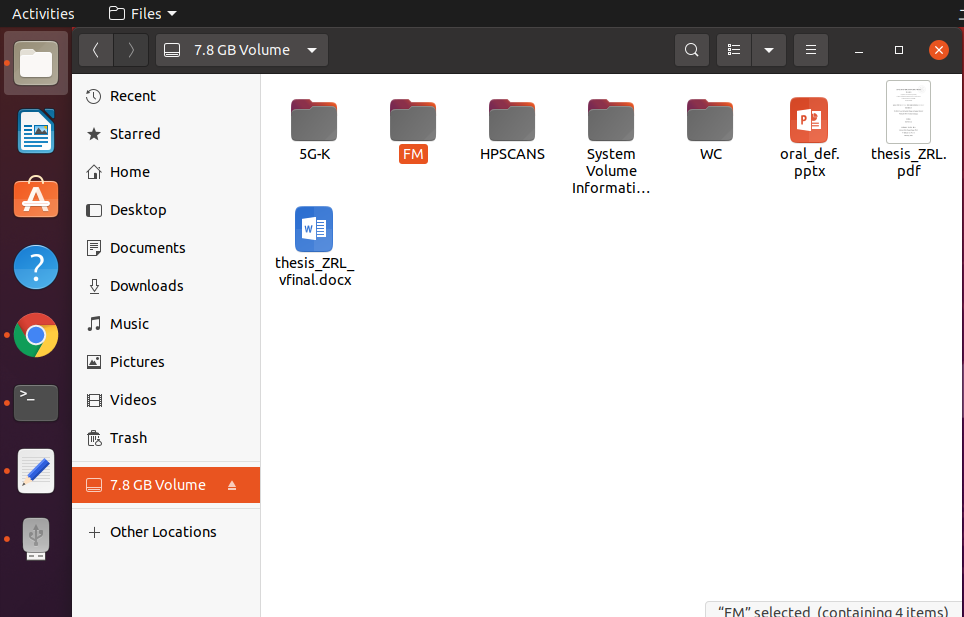 Activities
Files
7.8 GB Volume
Recent
Starred
Home
Desktop
Documents
Downloads
Music
Pictures
Videos
Trash
7.8 GB Volume
Other Locations
5G-K
FM
HPSCANS
System
Volume
Informati…
WC
oral_def.
pptx
thesis_ZRL.
pdf
thesis_ZRL_
vfinal.docx
“FM” selected (containing 4 items)